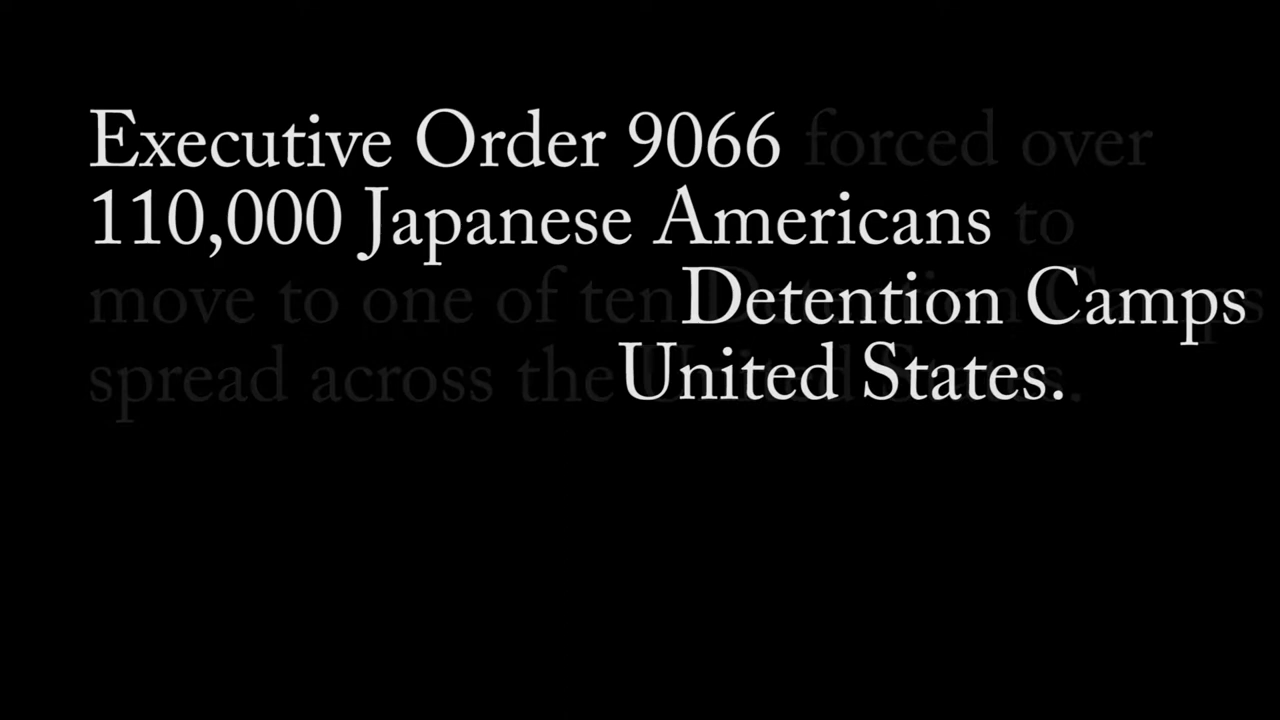 Executive Order 9066 forced over
110,000 Japanese Americans to
move to one of ten Detention Camps
spread across the United States.